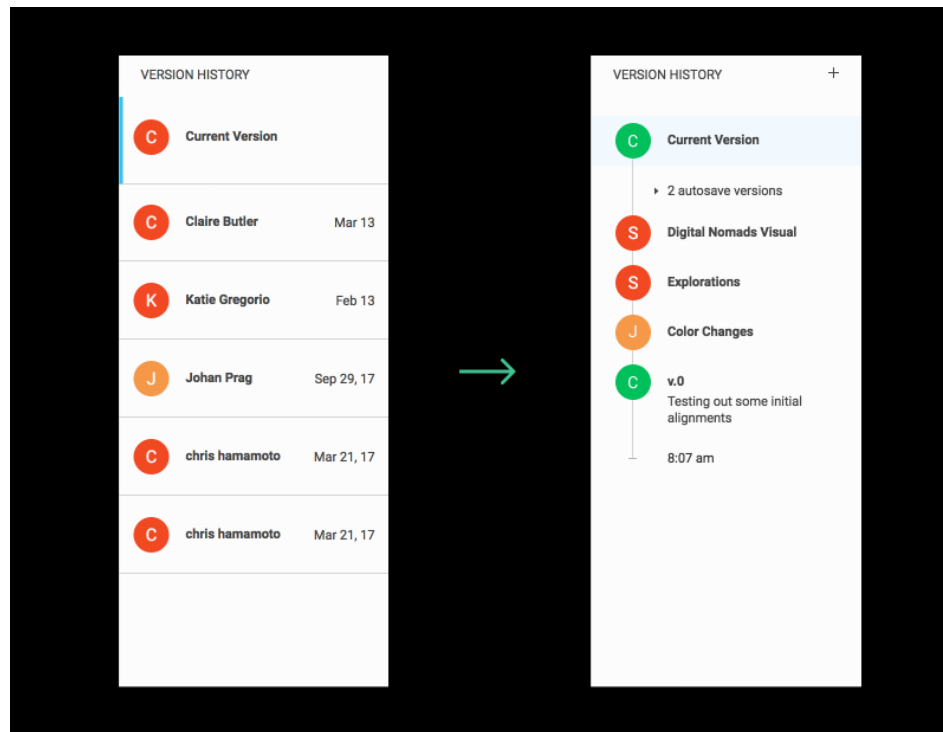 VERSION HISTORY
C Current Version
C Claire Butler Mar 13
K Katie Gregorio Feb 13
J Johan Prag Sep 29, 17
C chris hamamoto Mar 21, 17
C chris hamamoto Mar 21, 17
VERSION HISTORY +
C Current Version
2 autosave versions
S Digital Nomads Visual
S Explorations
J Color Changes
C v.0
Testing out some initial
alignments
8:07 am